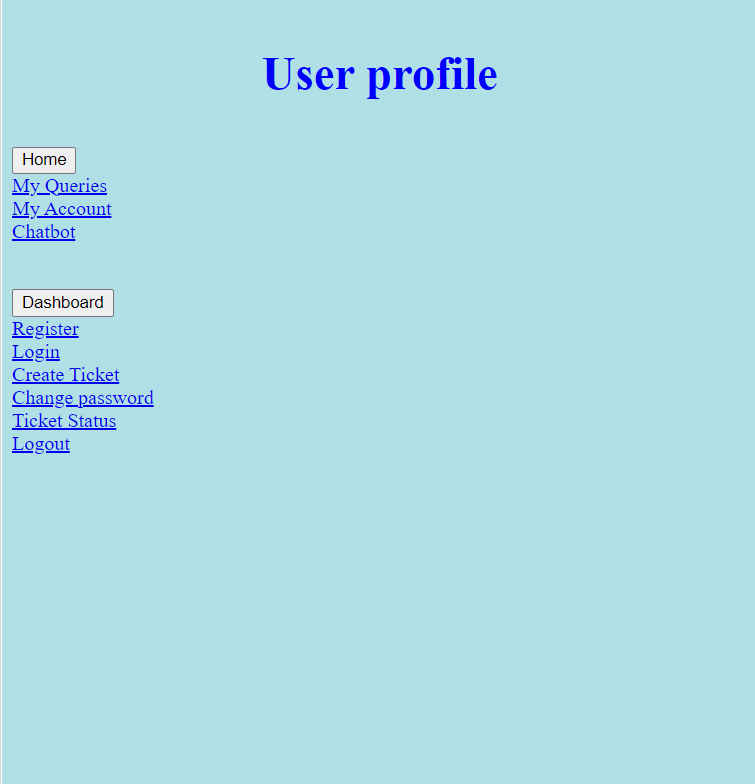 User profile
Home
My Queries
My Account
Chatbot
Dashboard
Register
Login
Create Ticket
Change password
Ticket Status
Logout